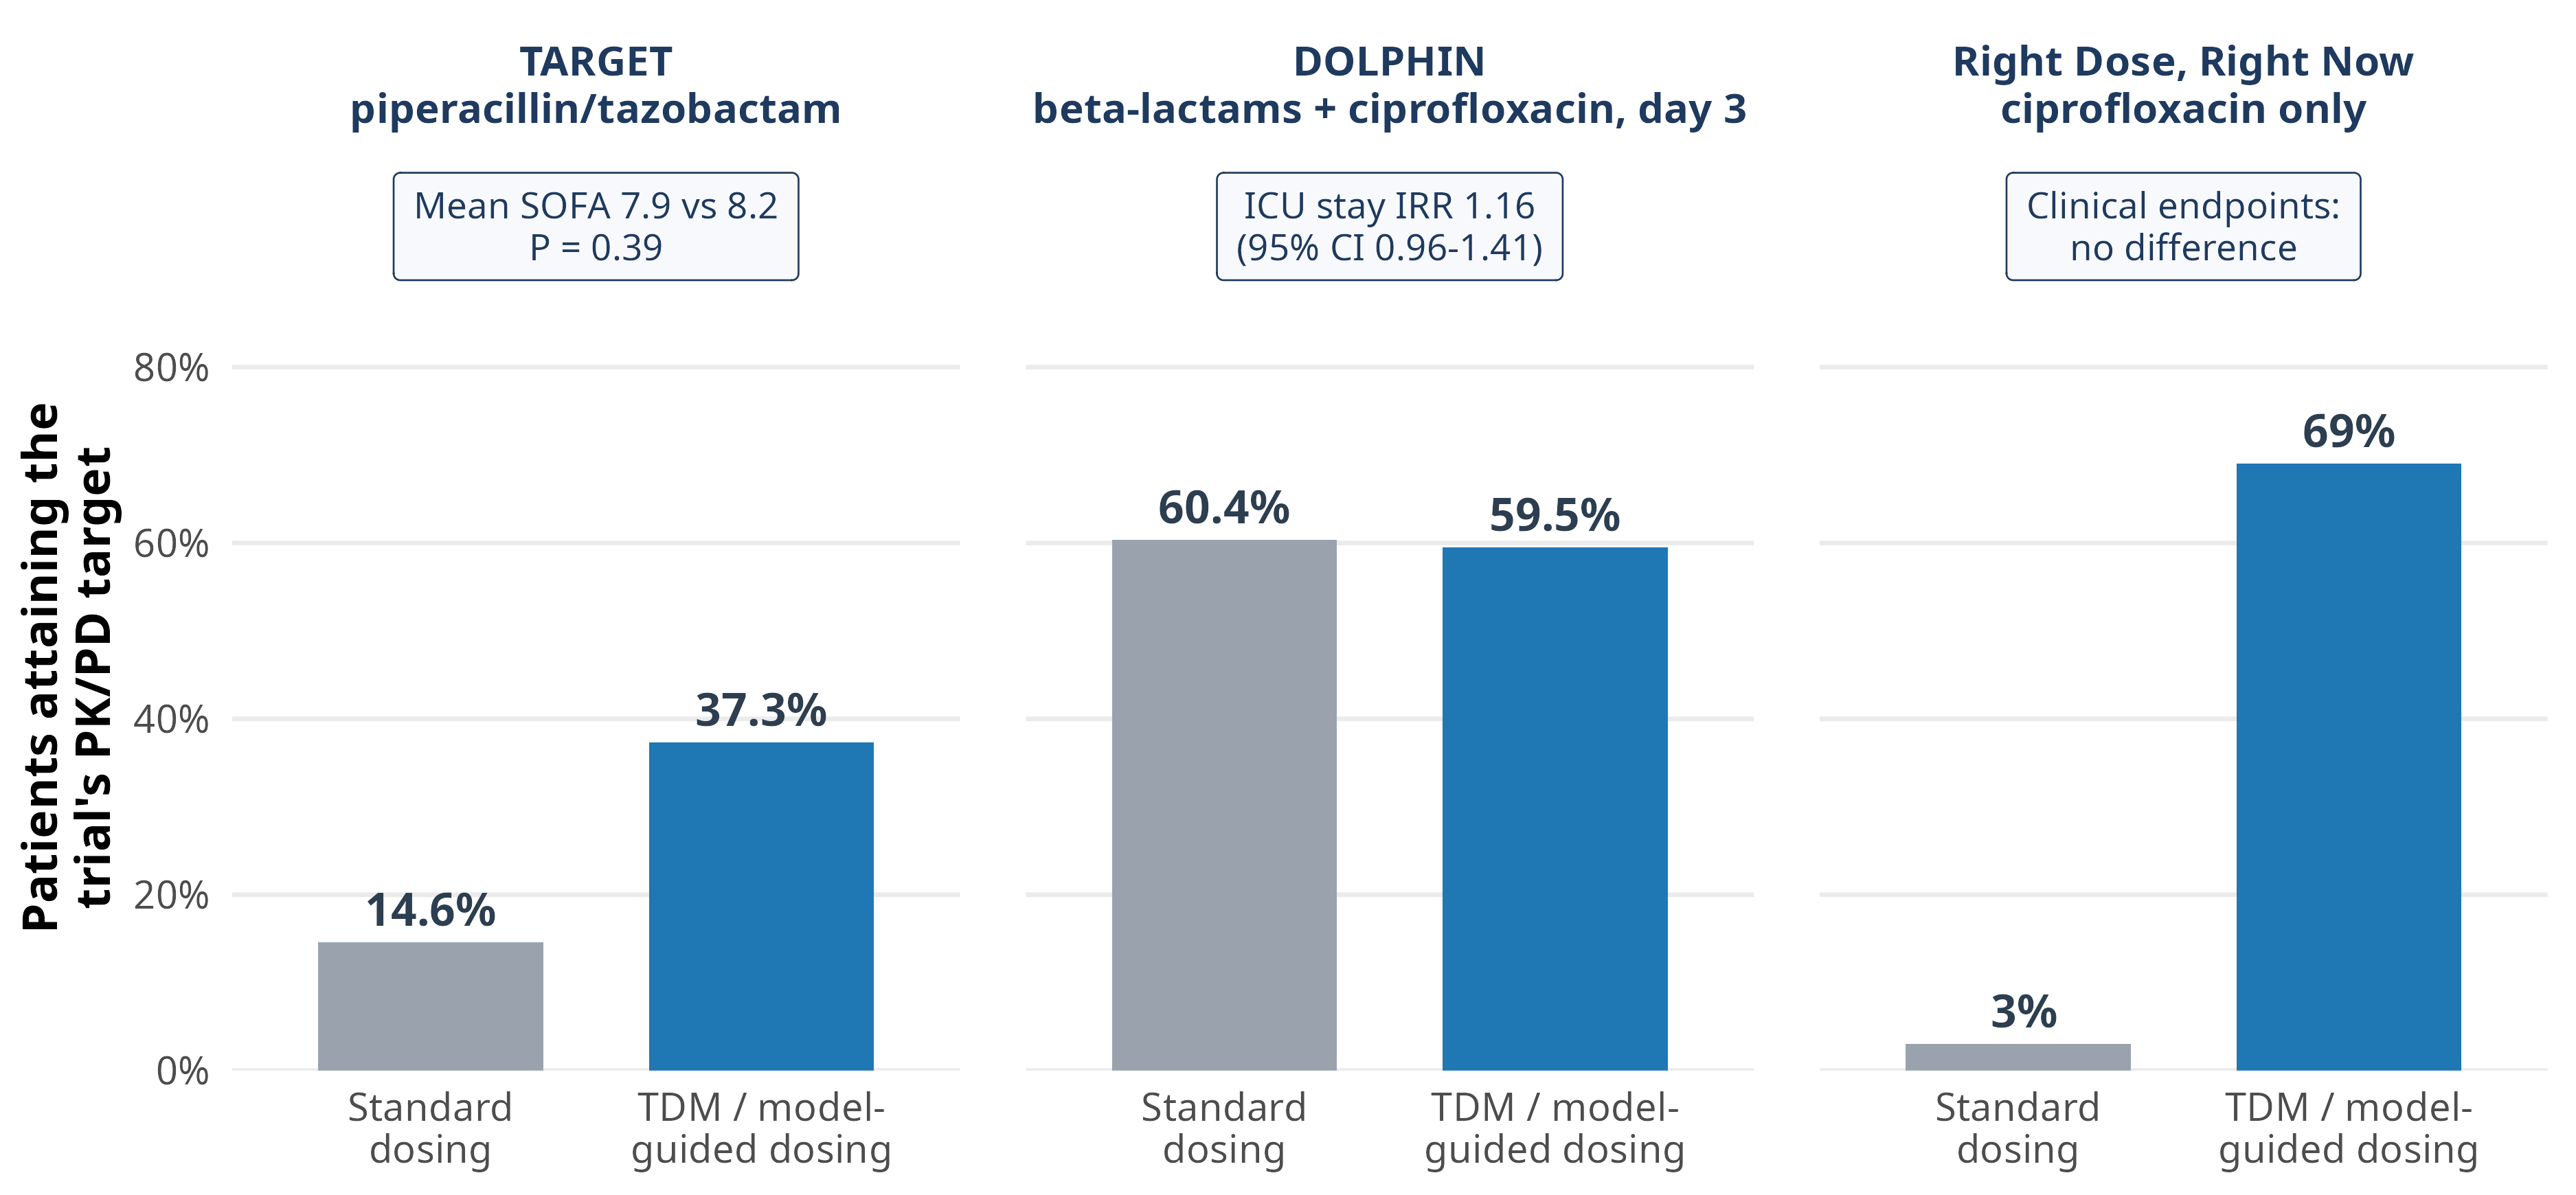 TARGET
piperacillin/tazobactam
Mean SOFA 7.9 vs 8.2
P = 0.39
DOLPHIN
beta-lactams + ciprofloxacin, day 3
ICU stay IRR 1.16
(95% CI 0.96-1.41)
Right Dose, Right Now
ciprofloxacin only
Clinical endpoints:
no difference
Patients attaining the
trial's PK/PD target
80%
60%
40%
20%
0%
14.6%
37.3%
60.4%
59.5%
3%
69%
Standard
dosing
TDM / model-
guided dosing
Standard
dosing
TDM / model-
guided dosing
Standard
dosing
TDM / model-
guided dosing